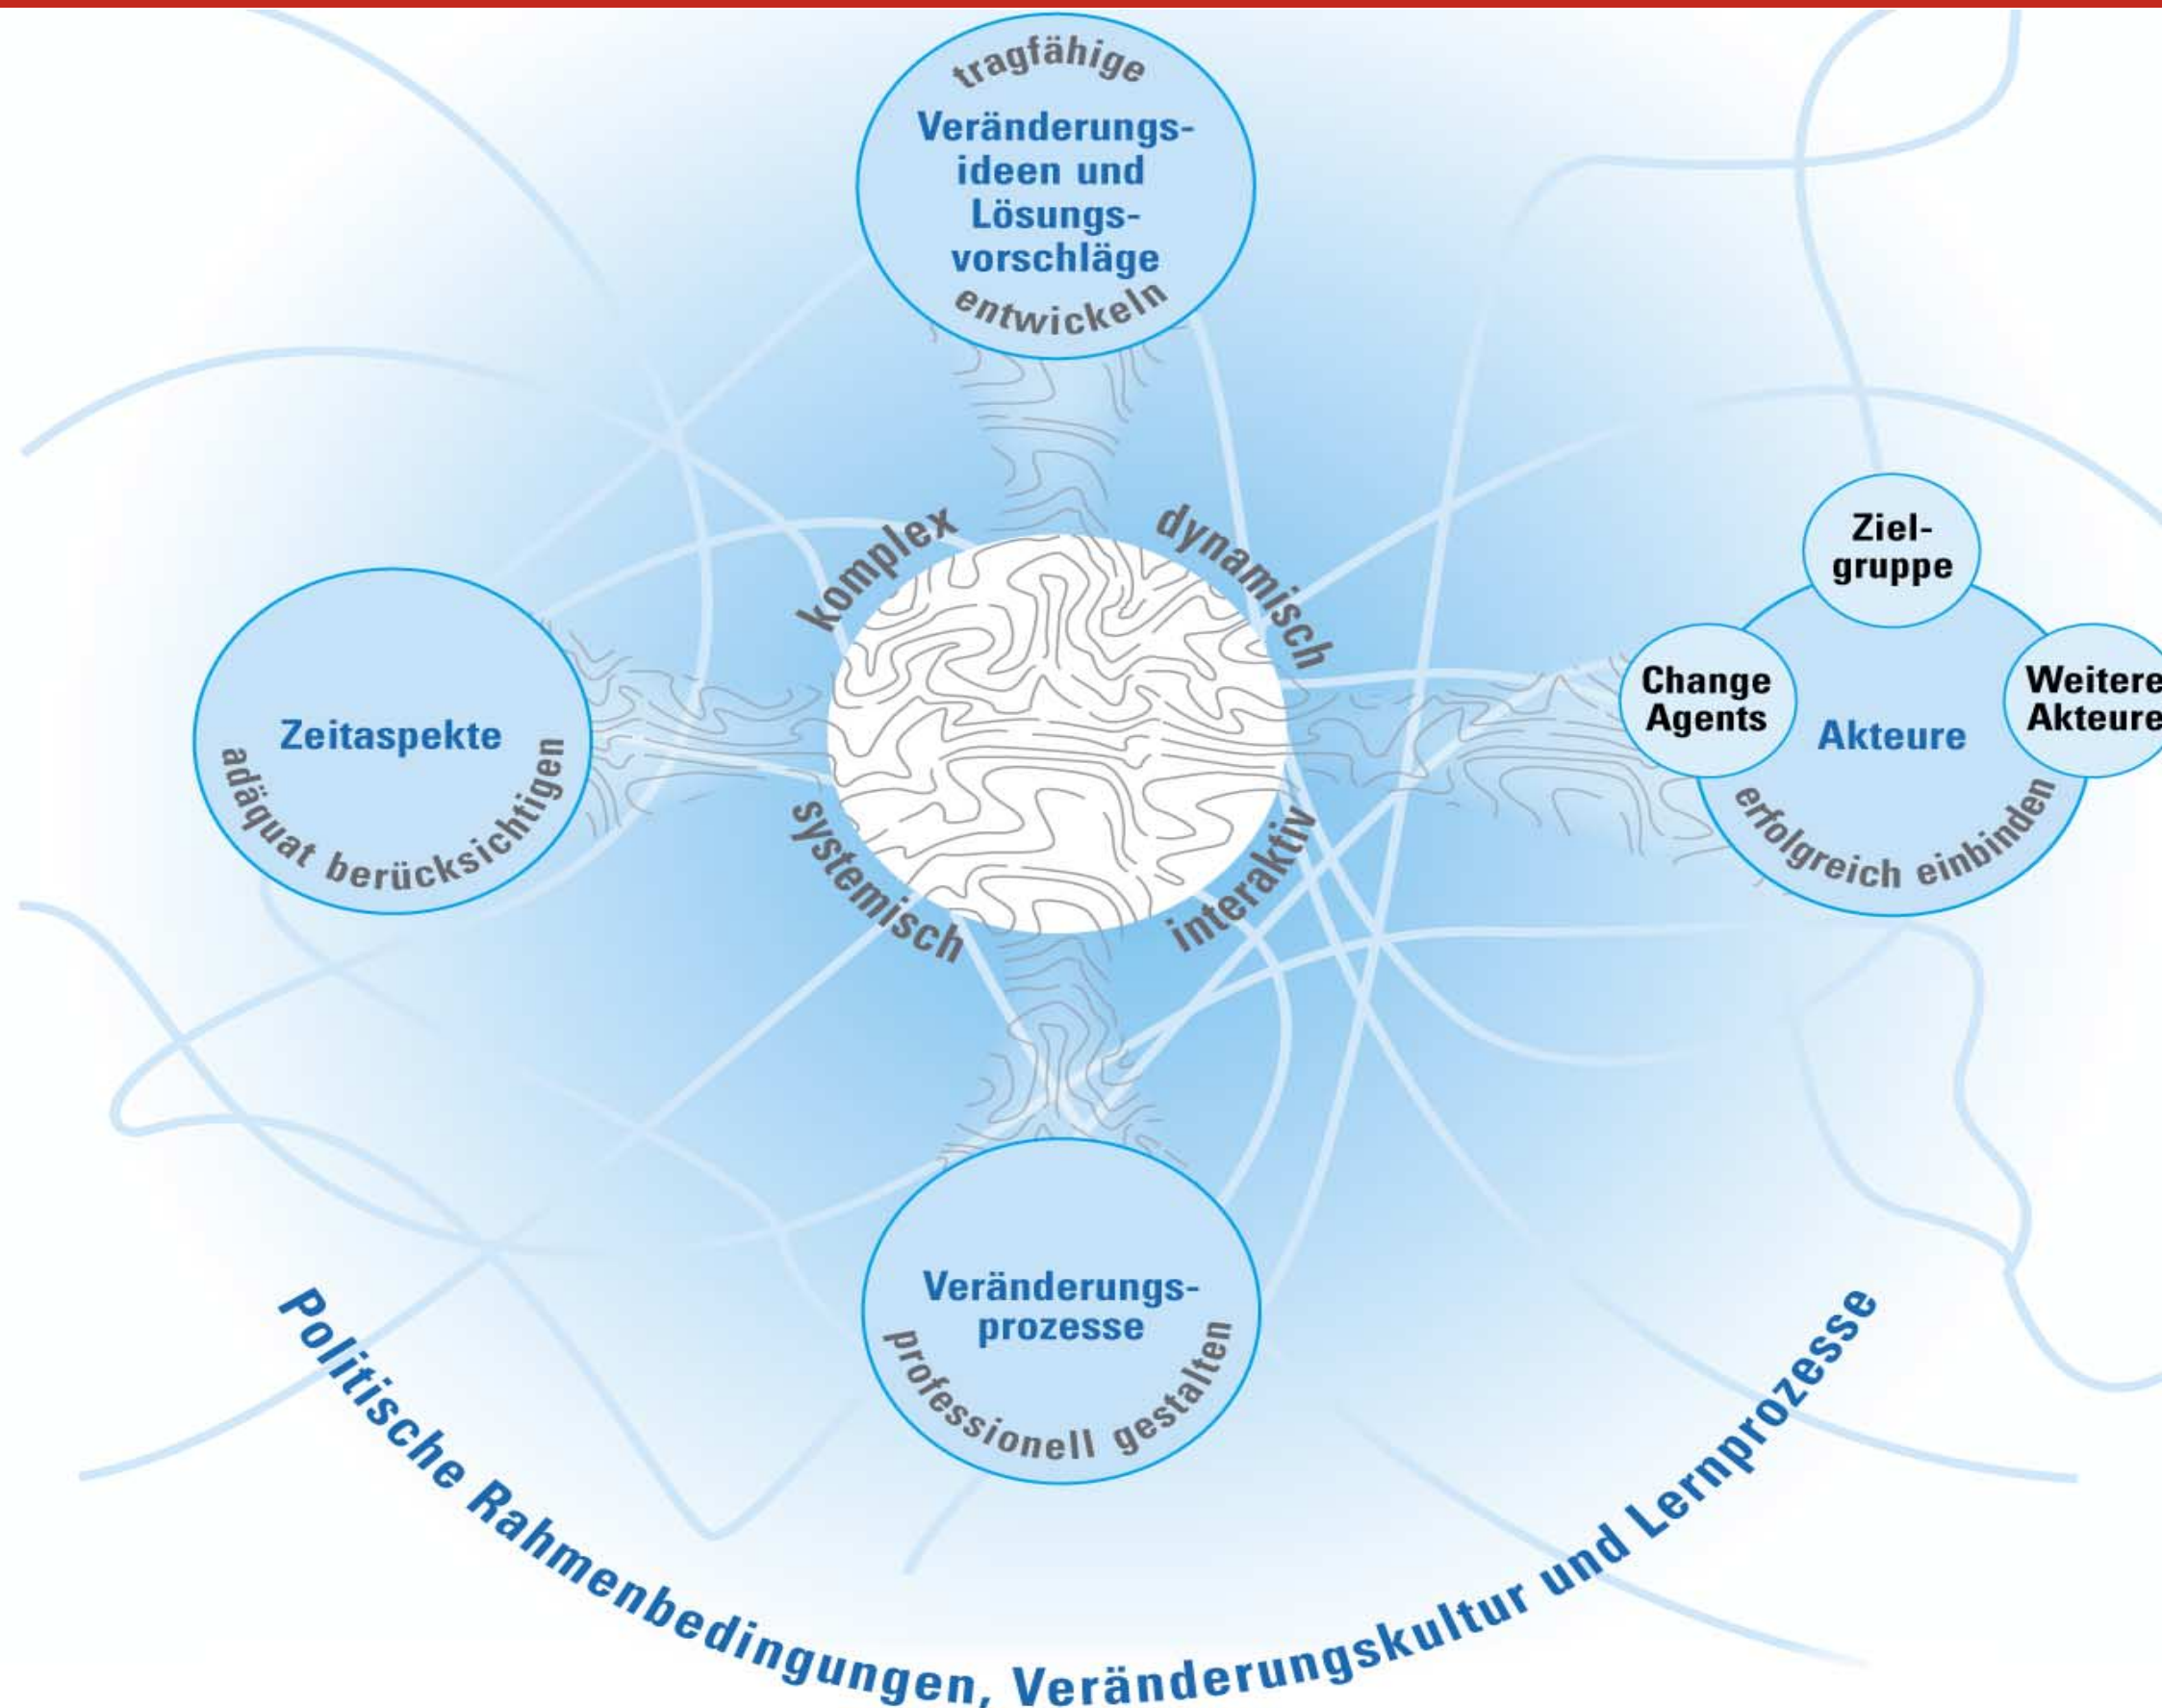 tragfähige
Veränderungs-
ideen und
Lösungs-
vorschläge
entwickeln
komplex
dynamisch
systemisch
interaktiv
Zeitaspekte
adäquat berücksichtigen
Ziel-
gruppe
Change
Agents
Weitere
Akteure
Akteure
erfolgreich einbinden
Veränderungs-
prozesse
professionell gestalten
Politische Rahmenbedingungen, Veränderungskultur und Lernprozesse